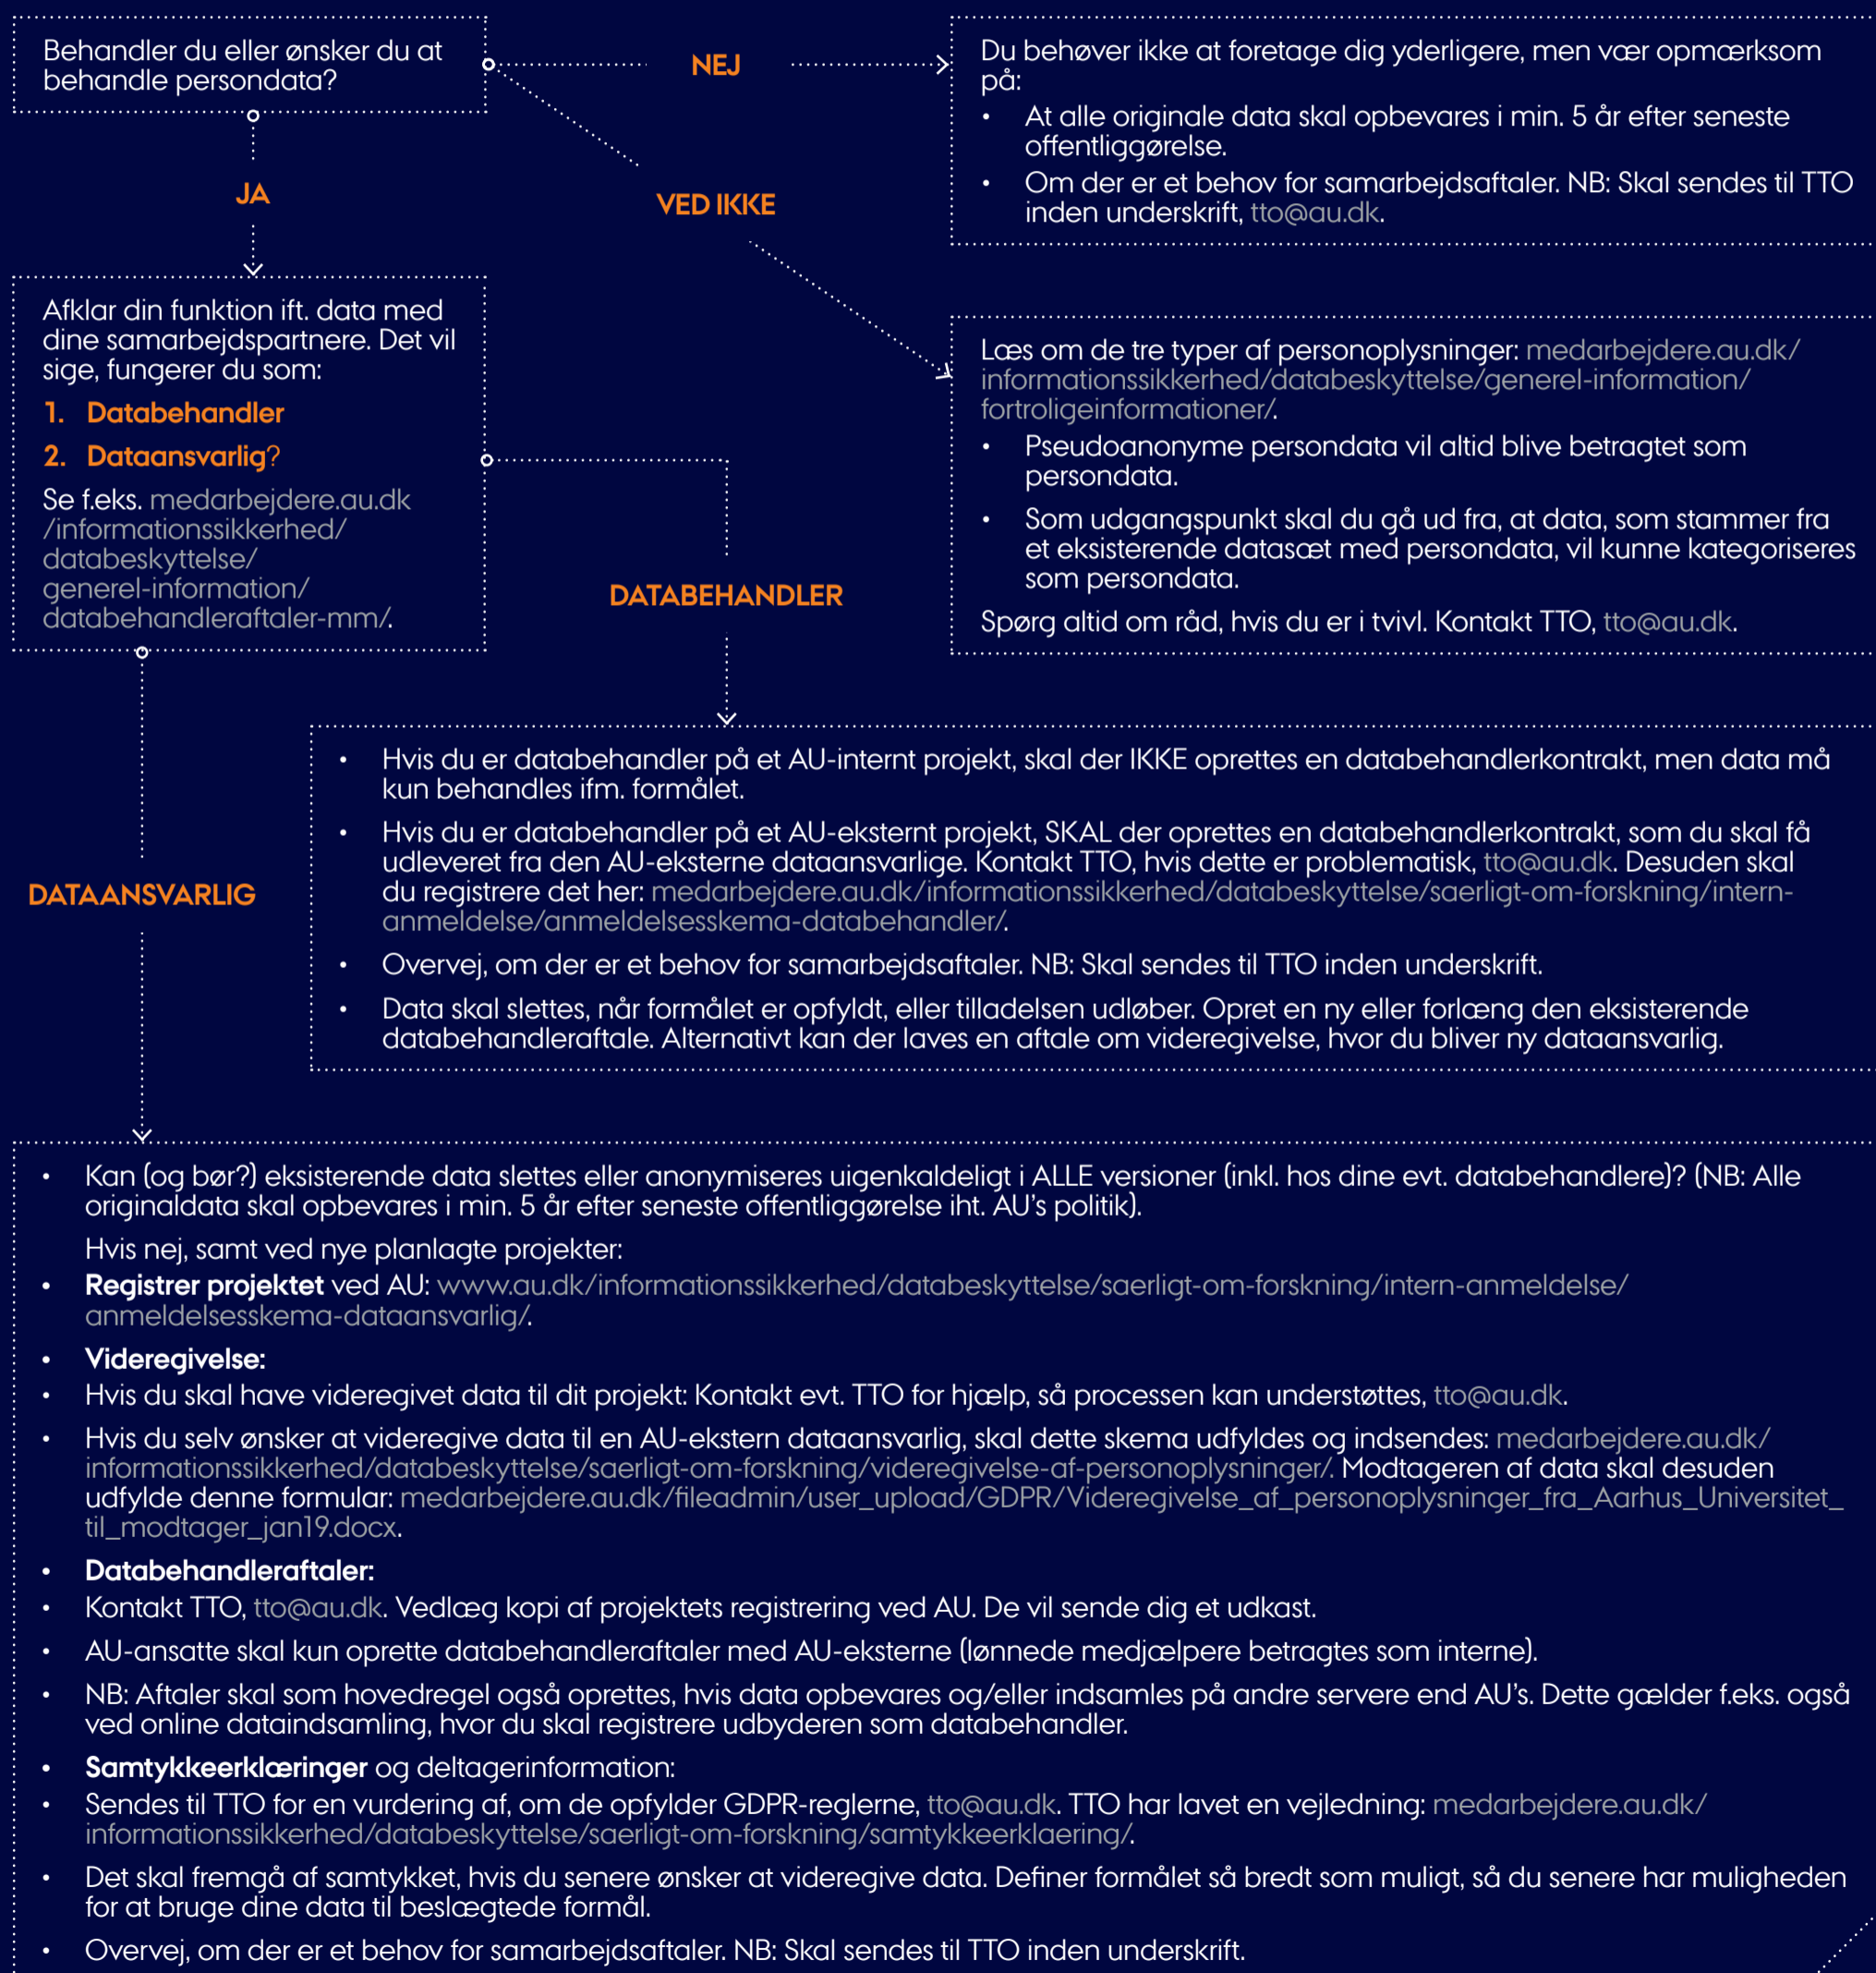 Behandler du eller ønsker du at
behandle persondata?
NEJ
Du behøver ikke at foretage dig yderligere, men vær opmærksom
på:
• At alle originale data skal opbevares i min. 5 år efter seneste
offentliggørelse.
• Om der er et behov for samarbejdsaftaler. NB: Skal sendes til TTO
inden underskrift, tto@au.dk.
JA
VED IKKE
Afklar din funktion ift. data med
dine samarbejdspartnere. Det vil
sige, fungerer du som:
1. Databehandler
2. Dataansvarlig?
Se f.eks. medarbejdere.au.dk
/informationssikkerhed/
databeskyttelse/
generel-information/
databehandleraftaler-mm/.
Læs om de tre typer af personoplysninger: medarbejdere.au.dk/
informationssikkerhed/databeskyttelse/generel-information/
fortroligeinformationer/.
• Pseudoanonyme persondata vil altid blive betragtet som
persondata.
• Som udgangspunkt skal du gå ud fra, at data, som stammer fra
et eksisterende datasæt med persondata, vil kunne kategoriseres
som persondata.
Spørg altid om råd, hvis du er i tvivl. Kontakt TTO, tto@au.dk.
DATABEHANDLER
• Hvis du er databehandler på et AU-internt projekt, skal der IKKE oprettes en databehandlerkontrakt, men data må
kun behandles ifm. formålet.
• Hvis du er databehandler på et AU-eksternt projekt, SKAL der oprettes en databehandlerkontrakt, som du skal få
udleveret fra den AU-eksterne dataansvarlige. Kontakt TTO, hvis dette er problematisk, tto@au.dk. Desuden skal
du registrere det her: medarbejdere.au.dk/informationssikkerhed/databeskyttelse/saerligt-om-forskning/intern-
anmeldelse/anmeldelsesskema-databehandler/.
• Overvej, om der er et behov for samarbejdsaftaler. NB: Skal sendes til TTO inden underskrift.
• Data skal slettes, når formålet er opfyldt, eller tilladelsen udløber. Opret en ny eller forlæng den eksisterende
databehandleraftale. Alternativt kan der laves en aftale om videregivelse, hvor du bliver ny dataansvarlig.
DATAANSVARLIG
• Kan (og bør?) eksisterende data slettes eller anonymiseres uigenkaldeligt i ALLE versioner (inkl. hos dine evt. databehandlere)? (NB: Alle
originaldata skal opbevares i min. 5 år efter seneste offentliggørelse iht. AU's politik).
Hvis nej, samt ved nye planlagte projekter:
• Registrer projektet ved AU: www.au.dk/informationssikkerhed/databeskyttelse/saerligt-om-forskning/intern-anmeldelse/
anmeldelsesskema-dataansvarlig/.
• Videregivelse:
• Hvis du skal have videregivet data til dit projekt: Kontakt evt. TTO for hjælp, så processen kan understøttes, tto@au.dk.
• Hvis du selv ønsker at videregive data til en AU-ekstern dataansvarlig, skal dette skema udfyldes og indsendes: medarbejdere.au.dk/
informationssikkerhed/databeskyttelse/saerligt-om-forskning/videregivelse-af-personoplysninger/. Modtageren af data skal desuden
udfylde denne formular: medarbejdere.au.dk/fileadmin/user_upload/GDPR/Videregivelse_af_personoplysninger_fra_Aarhus_Universitet_
til_modtager_jan19.docx.
• Databehandleraftaler:
• Kontakt TTO, tto@au.dk. Vedlæg kopi af projektets registrering ved AU. De vil sende dig et udkast.
• AU-ansatte skal kun oprette databehandleraftaler med AU-eksterne (lønnede medjælpere betragtes som interne).
• NB: Aftaler skal som hovedregel også oprettes, hvis data opbevares og/eller indsamles på andre servere end AU's. Dette gælder f.eks. også
ved online dataindsamling, hvor du skal registrere udbyderen som databehandler.
• Samtykkeerklæringer og deltagerinformation:
• Sendes til TTO for en vurdering af, om de opfylder GDPR-reglerne, tto@au.dk. TTO har lavet en vejledning: medarbejdere.au.dk/
informationssikkerhed/databeskyttelse/saerligt-om-forskning/samtykkeerklaering/.
• Det skal fremgå af samtykket, hvis du senere ønsker at videregive data. Definer formålet så bredt som muligt, så du senere har muligheden
for at bruge dine data til beslægtede formål.
• Overvej, om der er et behov for samarbejdsaftaler. NB: Skal sendes til TTO inden underskrift.